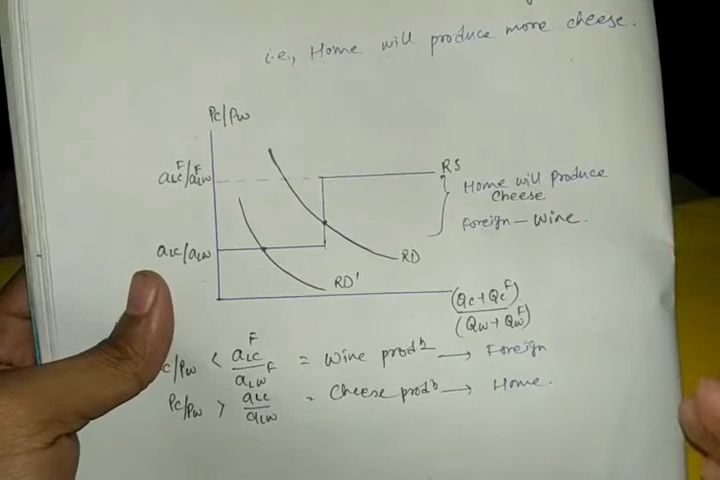 i.e., Home will produce more cheese.
Pc/Pw
aLC^F/aLW^F
RS
Home will produce
cheese
Foreign – Wine.
aLC/aLW
RD
RD'
(Qc+Qc^F)
(Qw+Qw^F)
c/Pw < aLC^F/aLW^F = Wine prodn → Foreign
Pc/Pw > aLC/aLW = Cheese prodn → Home.